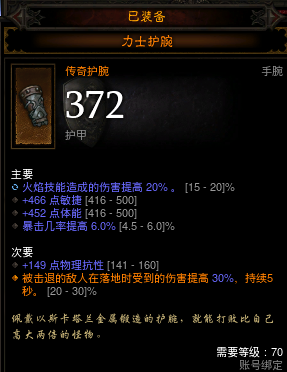 已装备
力士护腕
传奇护腕
手腕
372
护甲
主要
火焰技能造成的伤害提高 20% 。 [15 - 20]%
+466 点敏捷 [416 - 500]
+452 点体能 [416 - 500]
暴击几率提高 6.0% [4.5 - 6.0]%
次要
+149 点物理抗性 [141 - 160]
被击退的敌人在落地时受到的伤害提高 30%，持续5
秒。 [20 - 30]%
佩戴以斯卡塔兰金属锻造的护腕，就能打败比自己
高大两倍的怪物。
需要等级：70
账号绑定